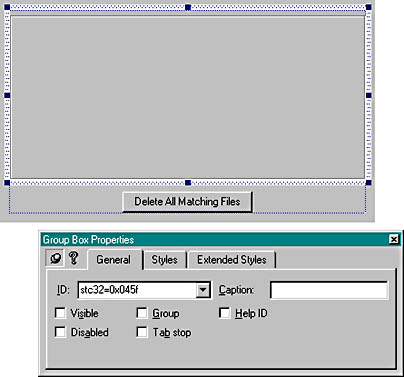 Delete All Matching Files
Group Box Properties
General Styles Extended Styles
ID: stc32=0x045f Caption:
Visible Group Help ID
Disabled Tab stop